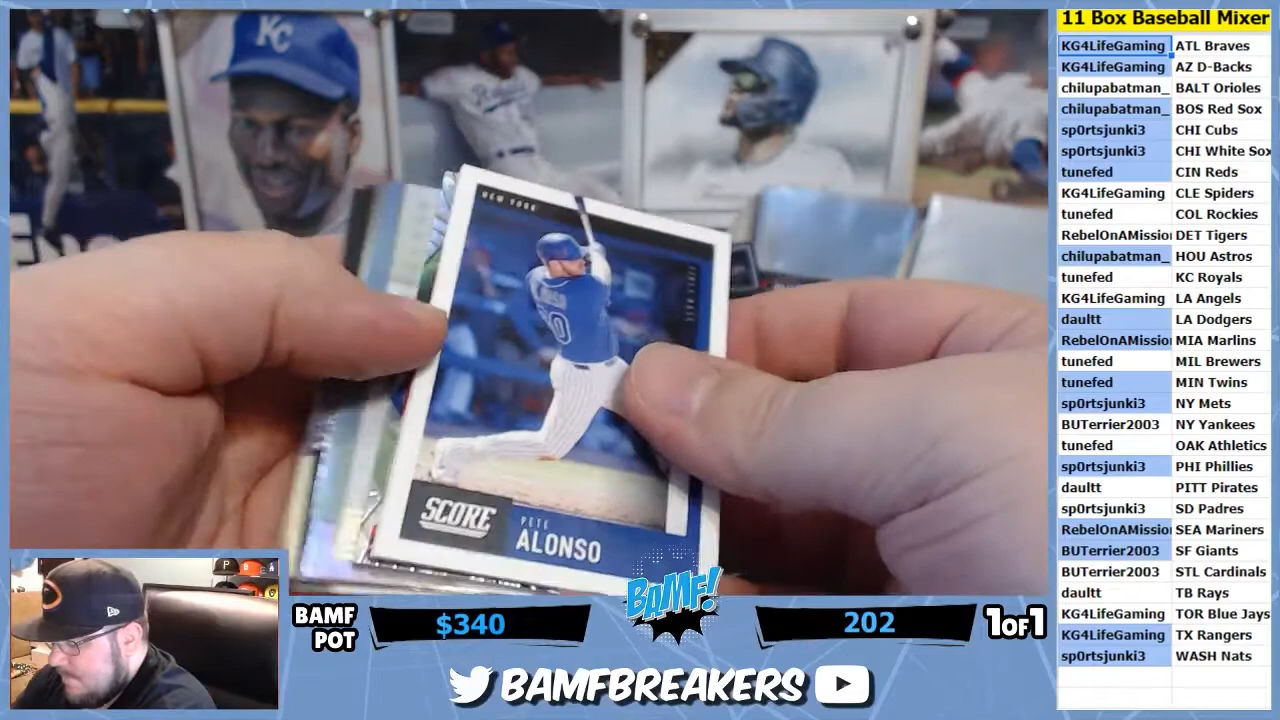 11 Box Baseball Mixer
KG4LifeGaming ATL Braves
KG4LifeGaming AZ D-Backs
chilupabatman_ BALT Orioles
chilupabatman_ BOS Red Sox
sp0rtsjunki3 CHI Cubs
sp0rtsjunki3 CHI White Sox
tunefed CIN Reds
KG4LifeGaming CLE Spiders
tunefed COL Rockies
RebelOnAMissio DET Tigers
chilupabatman_ HOU Astros
tunefed KC Royals
KG4LifeGaming LA Angels
daultt LA Dodgers
RebelOnAMissio MIA Marlins
tunefed MIL Brewers
tunefed MIN Twins
sp0rtsjunki3 NY Mets
BUTerrier2003 NY Yankees
tunefed OAK Athletics
sp0rtsjunki3 PHI Phillies
daultt PITT Pirates
sp0rtsjunki3 SD Padres
RebelOnAMissio SEA Mariners
BUTerrier2003 SF Giants
BUTerrier2003 STL Cardinals
daultt TB Rays
KG4LifeGaming TOR Blue Jays
KG4LifeGaming TX Rangers
sp0rtsjunki3 WASH Nats
KC
NEW YORK
SCORE
PETE
ALONSO
BAMF
POT
$340
BAMF!
202
1OF1
BAMFBREAKERS